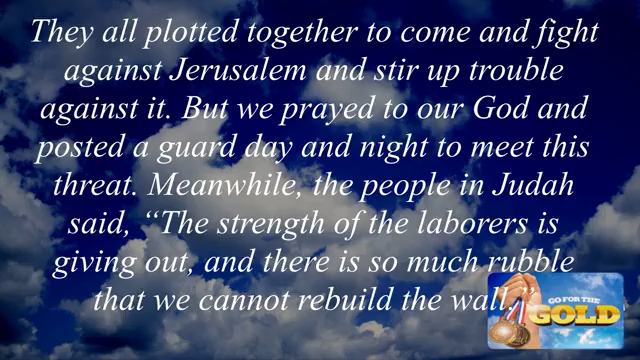 They all plotted together to come and fight
against Jerusalem and stir up trouble
against it. But we prayed to our God and
posted a guard day and night to meet this
threat. Meanwhile, the people in Judah
said, “The strength of the laborers is
giving out, and there is so much rubble
that we cannot rebuild the wall.”
GO FOR THE
GOLD